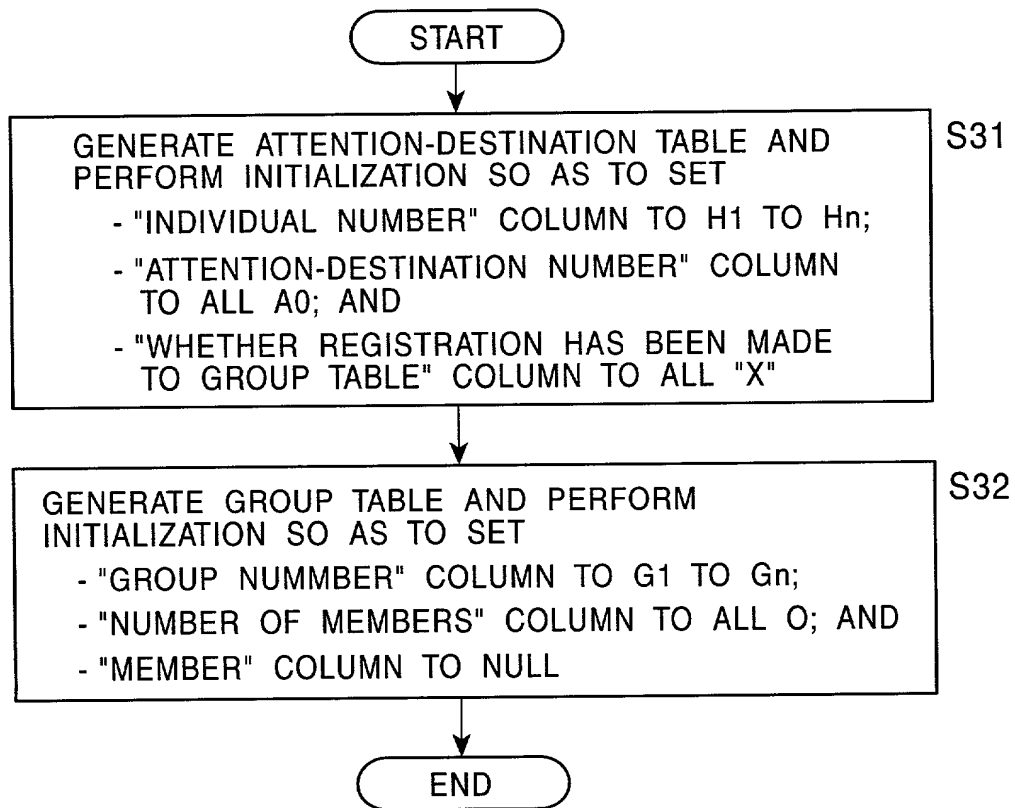 START
S31
GENERATE ATTENTION-DESTINATION TABLE AND
PERFORM INITIALIZATION SO AS TO SET
- "INDIVIDUAL NUMBER" COLUMN TO H1 TO Hn;
- "ATTENTION-DESTINATION NUMBER" COLUMN
TO ALL A0; AND
- "WHETHER REGISTRATION HAS BEEN MADE
TO GROUP TABLE" COLUMN TO ALL "X"
S32
GENERATE GROUP TABLE AND PERFORM
INITIALIZATION SO AS TO SET
- "GROUP NUMMBER" COLUMN TO G1 TO Gn;
- "NUMBER OF MEMBERS" COLUMN TO ALL O; AND
- "MEMBER" COLUMN TO NULL
END